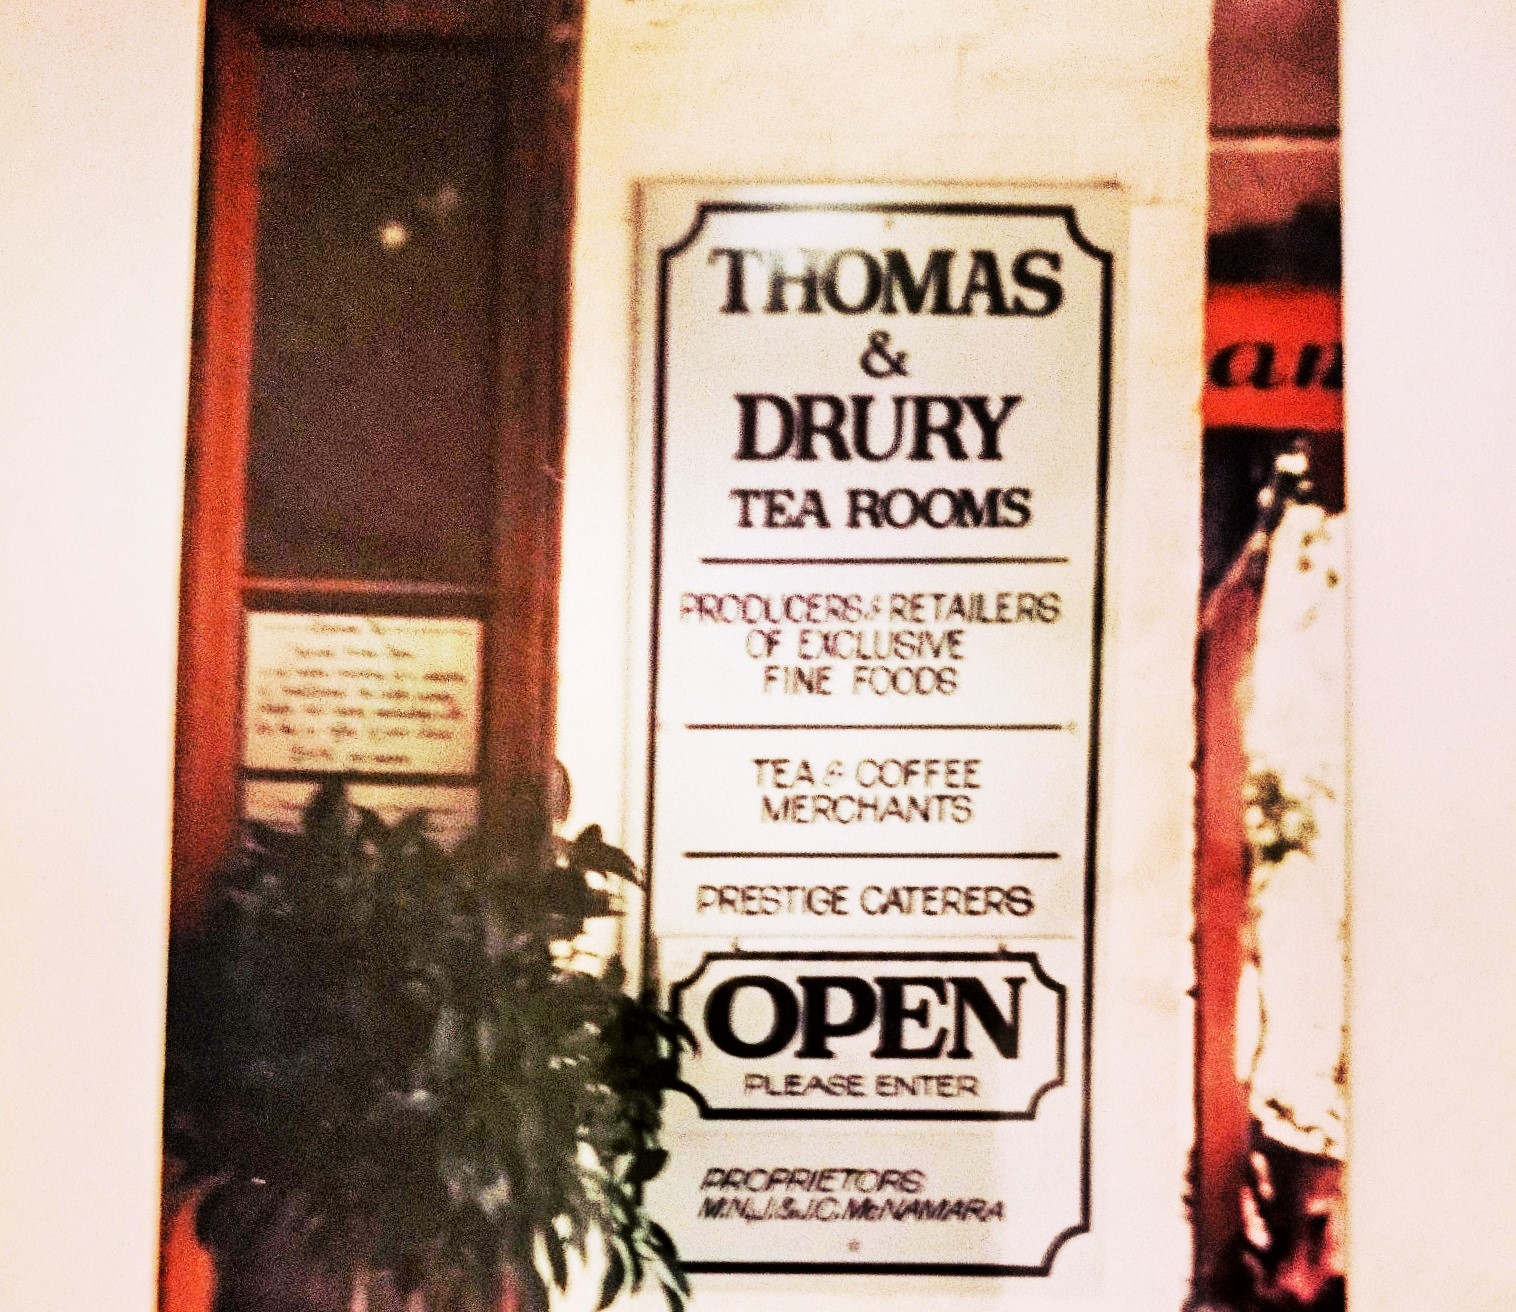 THOMAS
&
DRURY
TEA ROOMS
PRODUCERS & RETAILERS
OF EXCLUSIVE
FINE FOODS
TEA & COFFEE
MERCHANTS
PRESTIGE CATERERS
OPEN
PLEASE ENTER
PROPRIETORS
M.N.J. & J.C. McNAMARA